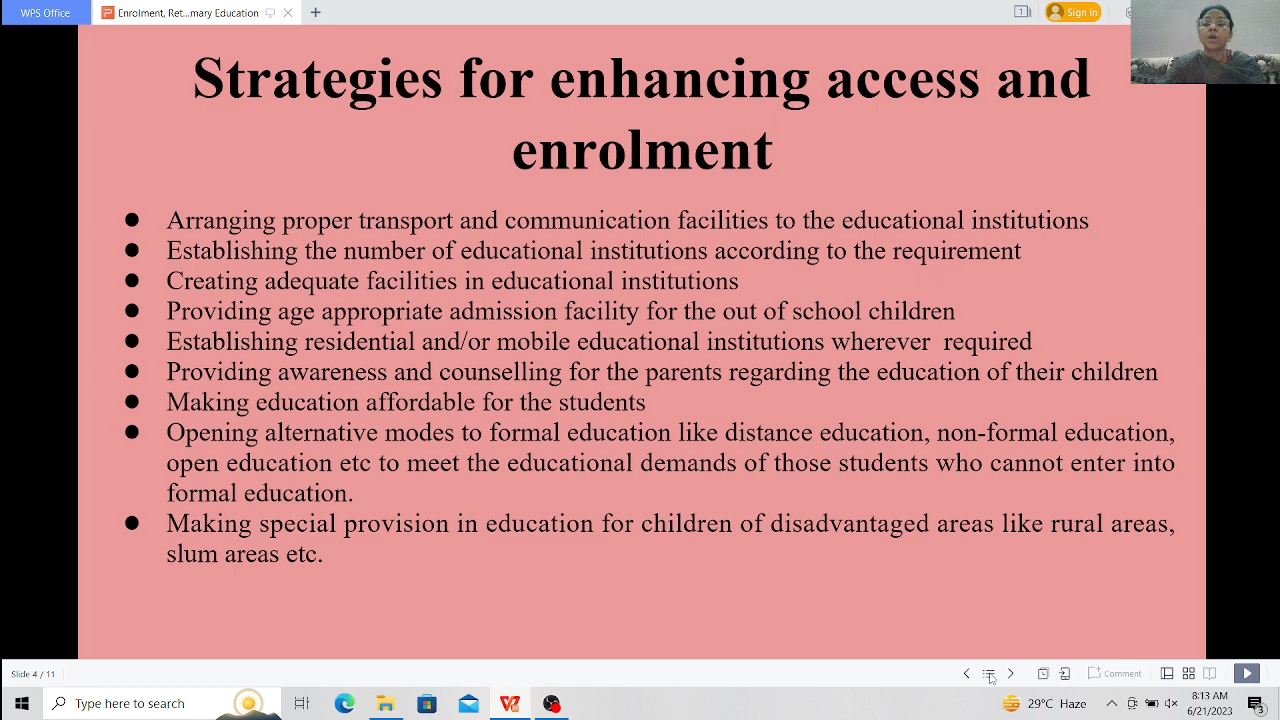 WPS Office
Enrolment, Ret...mary Education
Sign in
Strategies for enhancing access and
enrolment
● Arranging proper transport and communication facilities to the educational institutions
● Establishing the number of educational institutions according to the requirement
● Creating adequate facilities in educational institutions
● Providing age appropriate admission facility for the out of school children
● Establishing residential and/or mobile educational institutions wherever required
● Providing awareness and counselling for the parents regarding the education of their children
● Making education affordable for the students
● Opening alternative modes to formal education like distance education, non-formal education,
open education etc to meet the educational demands of those students who cannot enter into
formal education.
● Making special provision in education for children of disadvantaged areas like rural areas,
slum areas etc.
Slide 4 / 11
Comment
Type here to search
29°C Haze
8:13 AM
6/21/2023
3